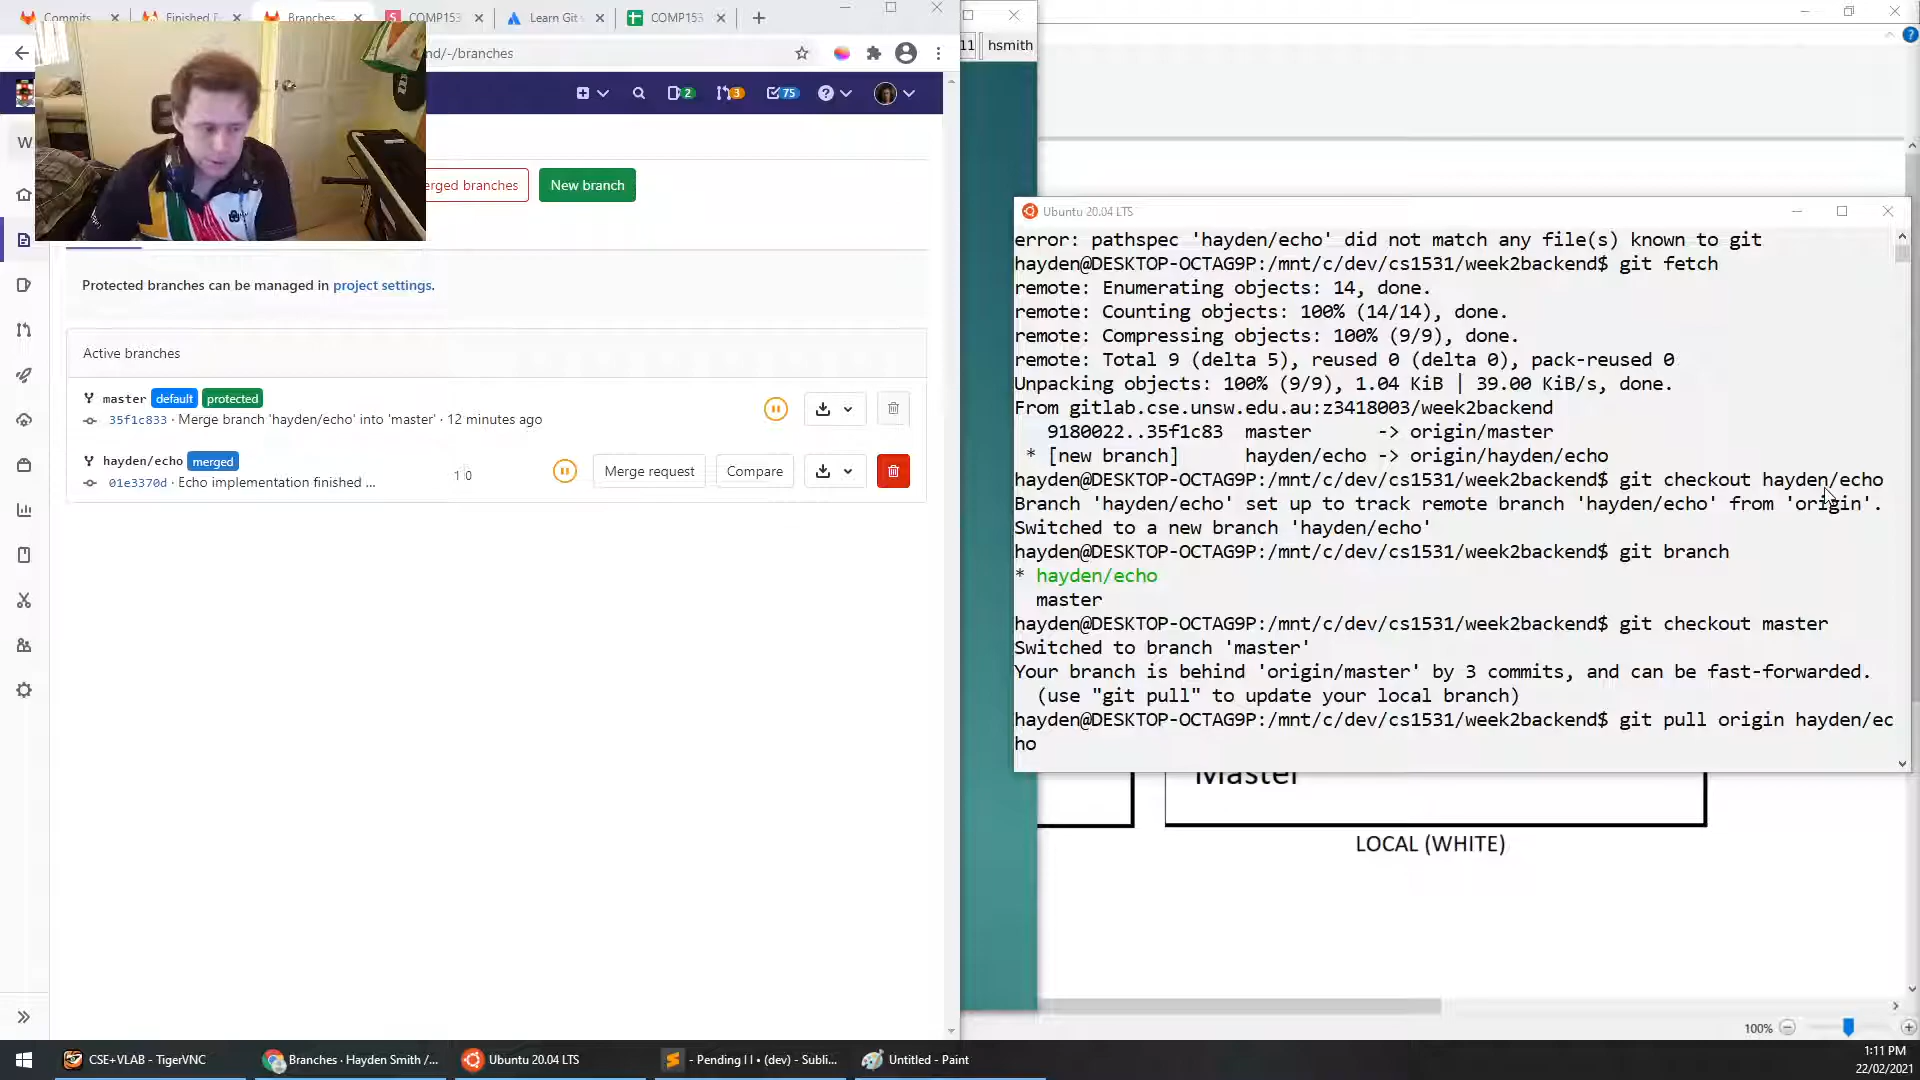 Commits
Finished
Branches
COMP153
Learn Git
COMP153
nd/-/branches
11 hsmith
2 3 75
W
erged branches
New branch
Protected branches can be managed in project settings.
Active branches
master default protected
35f1c833 · Merge branch 'hayden/echo' into 'master' · 12 minutes ago
hayden/echo merged
01e3370d · Echo implementation finished ...
1 0
Merge request
Compare
Ubuntu 20.04 LTS
error: pathspec 'hayden/echo' did not match any file(s) known to git
hayden@DESKTOP-OCTAG9P:/mnt/c/dev/cs1531/week2backend$ git fetch
remote: Enumerating objects: 14, done.
remote: Counting objects: 100% (14/14), done.
remote: Compressing objects: 100% (9/9), done.
remote: Total 9 (delta 5), reused 0 (delta 0), pack-reused 0
Unpacking objects: 100% (9/9), 1.04 KiB | 39.00 KiB/s, done.
From gitlab.cse.unsw.edu.au:z3418003/week2backend
9180022..35f1c83 master -> origin/master
* [new branch] hayden/echo -> origin/hayden/echo
hayden@DESKTOP-OCTAG9P:/mnt/c/dev/cs1531/week2backend$ git checkout hayden/echo
Branch 'hayden/echo' set up to track remote branch 'hayden/echo' from 'origin'.
Switched to a new branch 'hayden/echo'
hayden@DESKTOP-OCTAG9P:/mnt/c/dev/cs1531/week2backend$ git branch
* hayden/echo
master
hayden@DESKTOP-OCTAG9P:/mnt/c/dev/cs1531/week2backend$ git checkout master
Switched to branch 'master'
Your branch is behind 'origin/master' by 3 commits, and can be fast-forwarded.
(use "git pull" to update your local branch)
hayden@DESKTOP-OCTAG9P:/mnt/c/dev/cs1531/week2backend$ git pull origin hayden/ec
ho
Master
LOCAL (WHITE)
100%
CSE+VLAB - TigerVNC
Branches · Hayden Smith /...
Ubuntu 20.04 LTS
- Pending I I • (dev) - Subli...
Untitled - Paint
1:11 PM
22/02/2021